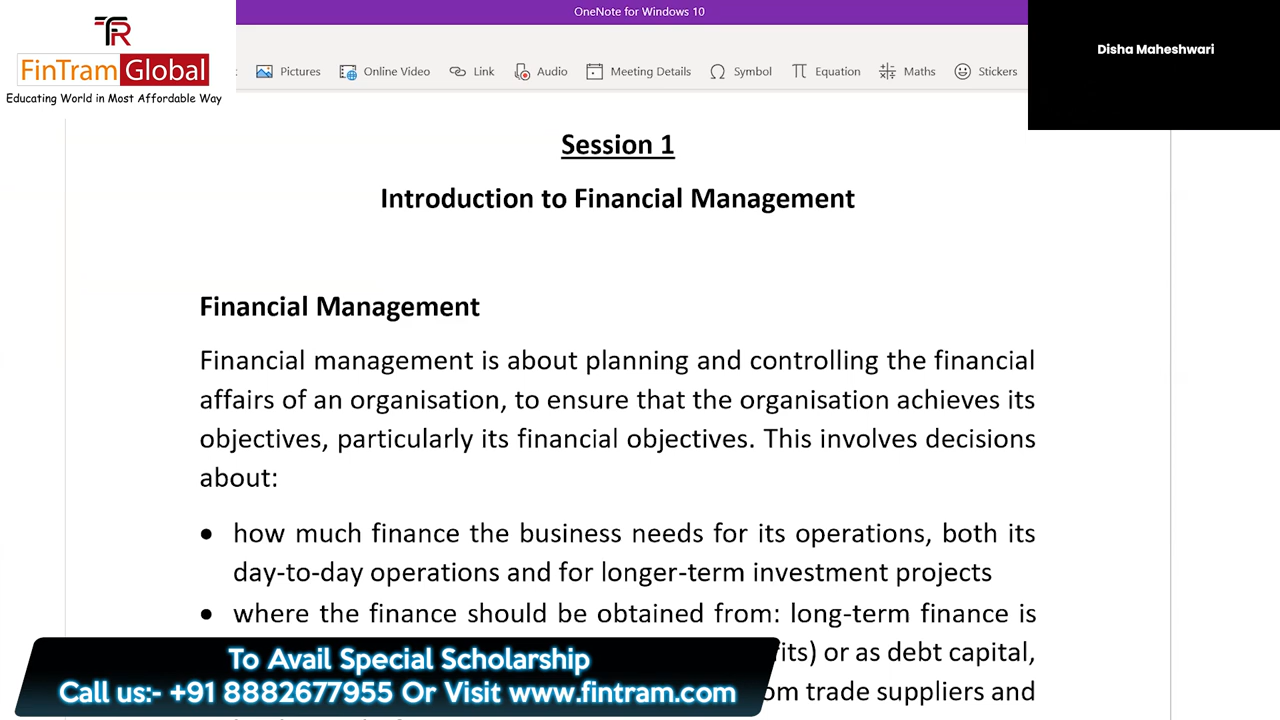 OneNote for Windows 10
TR
FinTram Global
Educating World in Most Affordable Way
Pictures
Online Video
Link
Audio
Meeting Details
Symbol
Equation
Maths
Stickers
Disha Maheshwari
Session 1
Introduction to Financial Management
Financial Management
Financial management is about planning and controlling the financial
affairs of an organisation, to ensure that the organisation achieves its
objectives, particularly its financial objectives. This involves decisions
about:
• how much finance the business needs for its operations, both its
day-to-day operations and for longer-term investment projects
• where the finance should be obtained from: long-term finance is
or as debt capital,
trade suppliers and
To Avail Special Scholarship
Call us:- +91 8882677955 Or Visit www.fintram.com